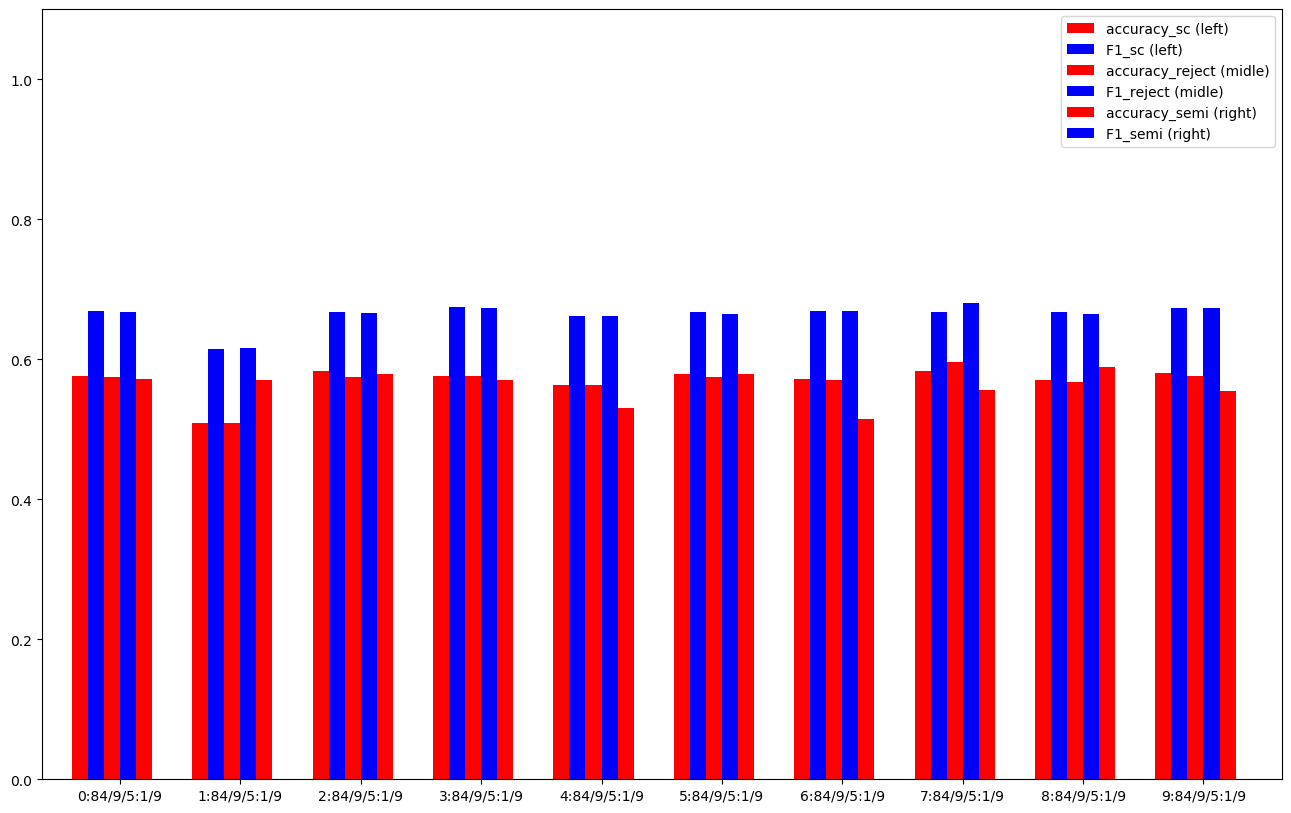 accuracy_sc (left)
F1_sc (left)
accuracy_reject (midle)
F1_reject (midle)
accuracy_semi (right)
F1_semi (right)
1.0
0.8
0.6
0.4
0.2
0.0
0:84/9/5:1/9 1:84/9/5:1/9 2:84/9/5:1/9 3:84/9/5:1/9 4:84/9/5:1/9 5:84/9/5:1/9 6:84/9/5:1/9 7:84/9/5:1/9 8:84/9/5:1/9 9:84/9/5:1/9